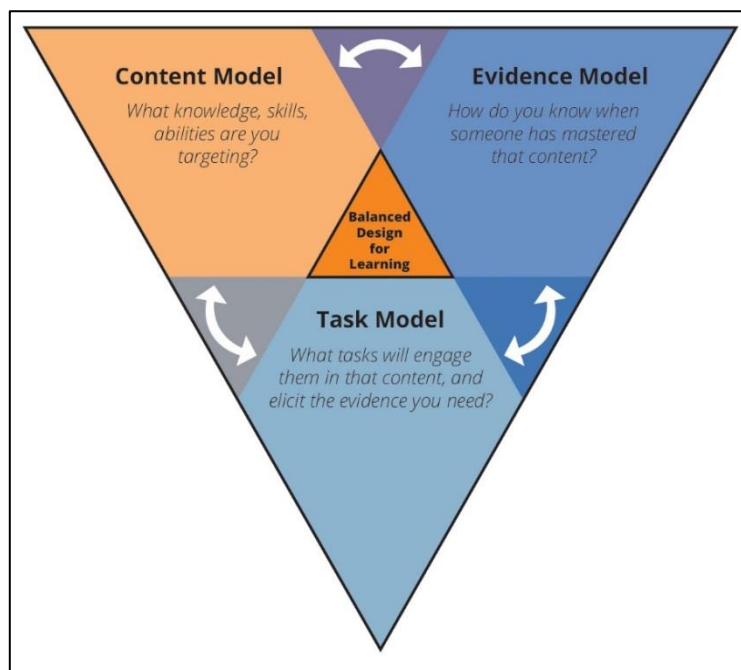 Content Model
What knowledge, skills,
abilities are you
targeting?
Evidence Model
How do you know when
someone has mastered
that content?
Balanced
Design
for
Learning
Task Model
What tasks will engage
them in that content, and
elicit the evidence you need?